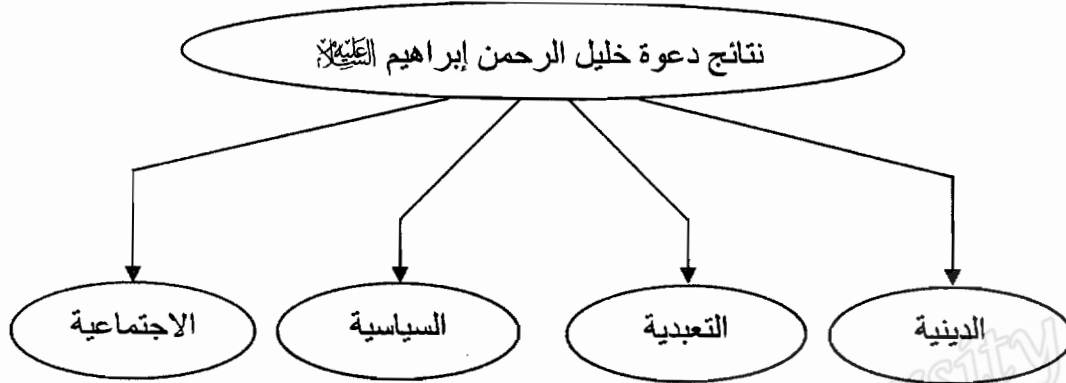 نتائج دعوة خليل الرحمن إبراهيم عليه السلام
الدينية
التعبدية
السياسية
الاجتماعية